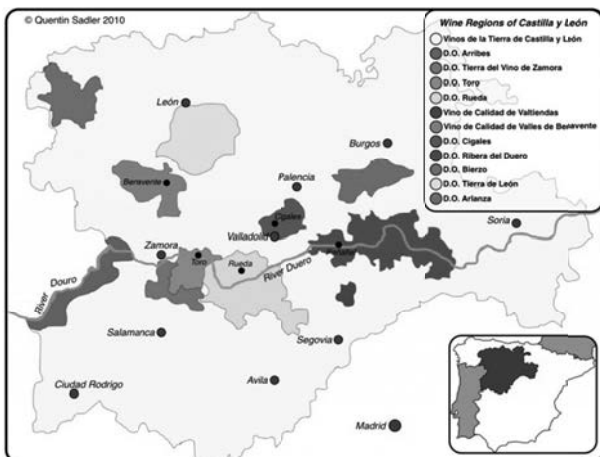 © Quentin Sadler 2010
Wine Regions of Castilla y León
Vinos de la Tierra de Castilla y León
D.O. Arribes
D.O. Tierra del Vino de Zamora
D.O. Toro
D.O. Rueda
Vino de Calidad de Valtiendas
Vino de Calidad de Valles de Benavente
D.O. Cigales
D.O. Ribera del Duero
D.O. Bierzo
D.O. Tierra de León
D.O. Arlanza
León
Burgos
Benavente
Palencia
Cigales
Soria
Valladolid
Zamora
Toro
Rueda
River Duero
River Douro
Salamanca
Segovia
Ciudad Rodrigo
Avila
Madrid